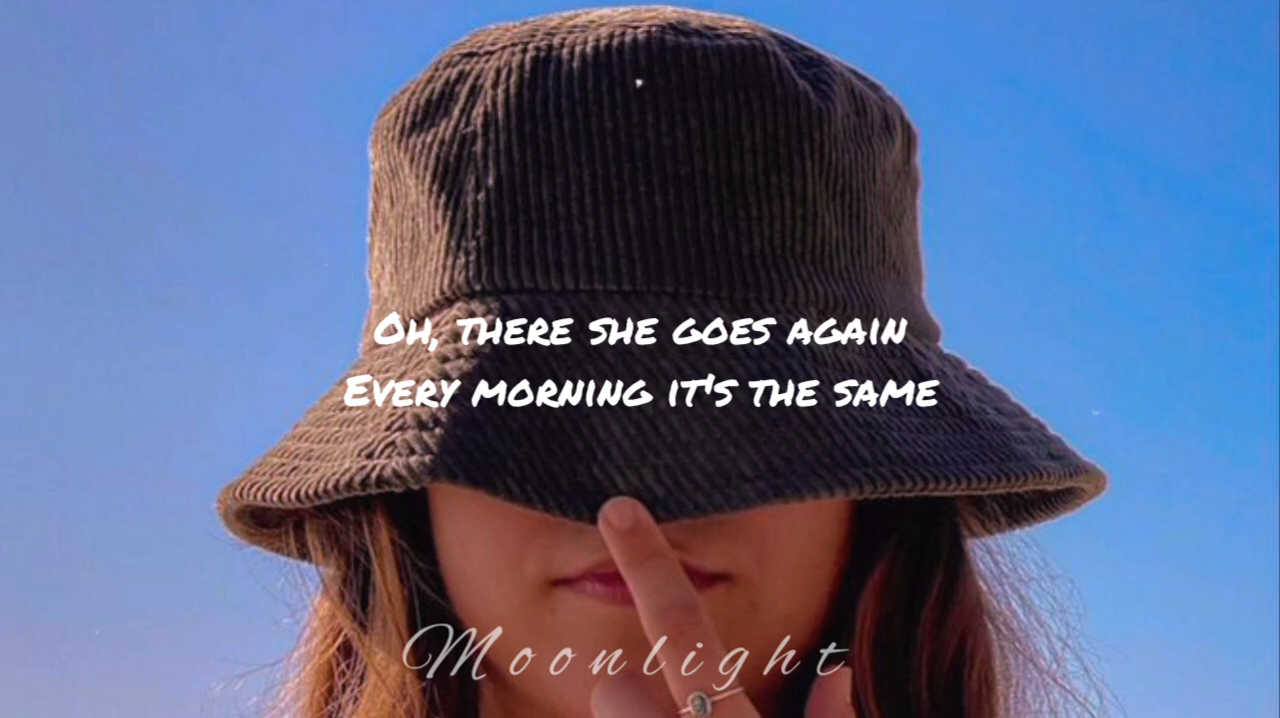 Oh, there she goes again
Every morning it's the same
Moonlight